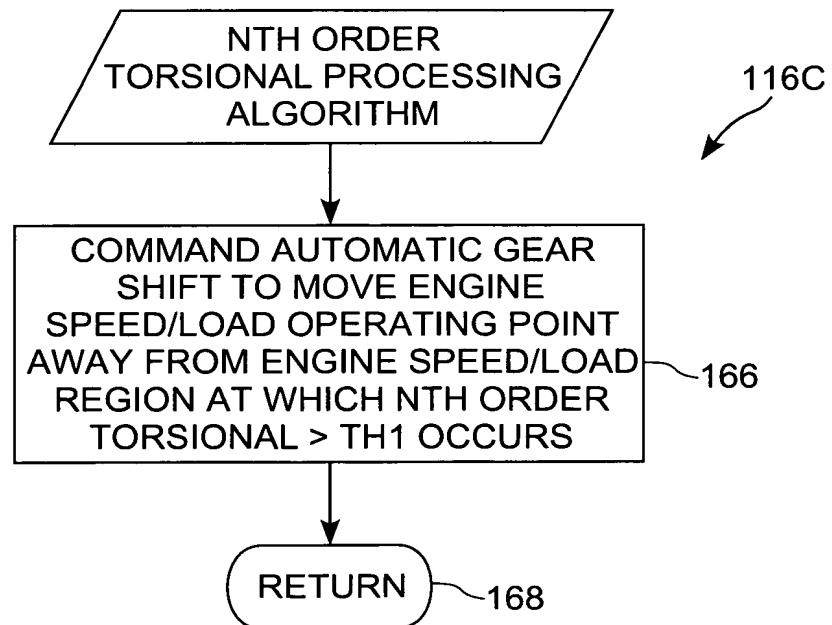 NTH ORDER
TORSIONAL PROCESSING
ALGORITHM
116C
COMMAND AUTOMATIC GEAR
SHIFT TO MOVE ENGINE
SPEED/LOAD OPERATING POINT
AWAY FROM ENGINE SPEED/LOAD
REGION AT WHICH NTH ORDER
TORSIONAL > TH1 OCCURS
166
RETURN
168